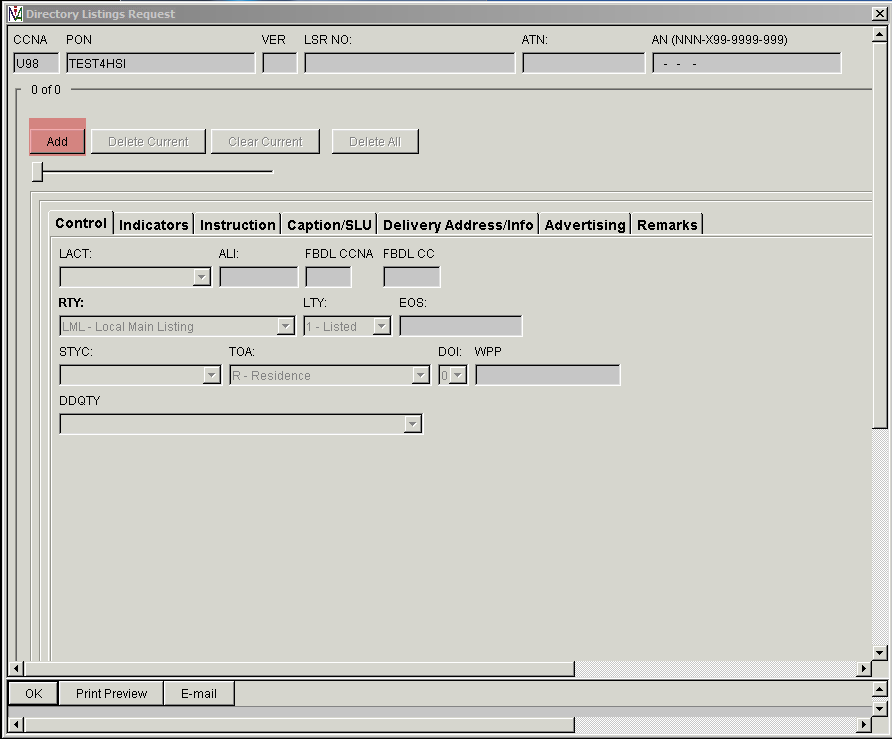 Directory Listings Request
CCNA PON VER LSR NO: ATN: AN (NNN-X99-9999-999)
U98 TEST4HSI - - -
0 of 0
Add Delete Current Clear Current Delete All
Control Indicators Instruction Caption/SLU Delivery Address/Info Advertising Remarks
LACT: ALI: FBDL CCNA FBDL CC
RTY: LTY: EOS:
LML - Local Main Listing 1 - Listed
STYC: TOA: DOI: WPP
R - Residence 0
DDQTY
OK Print Preview E-mail